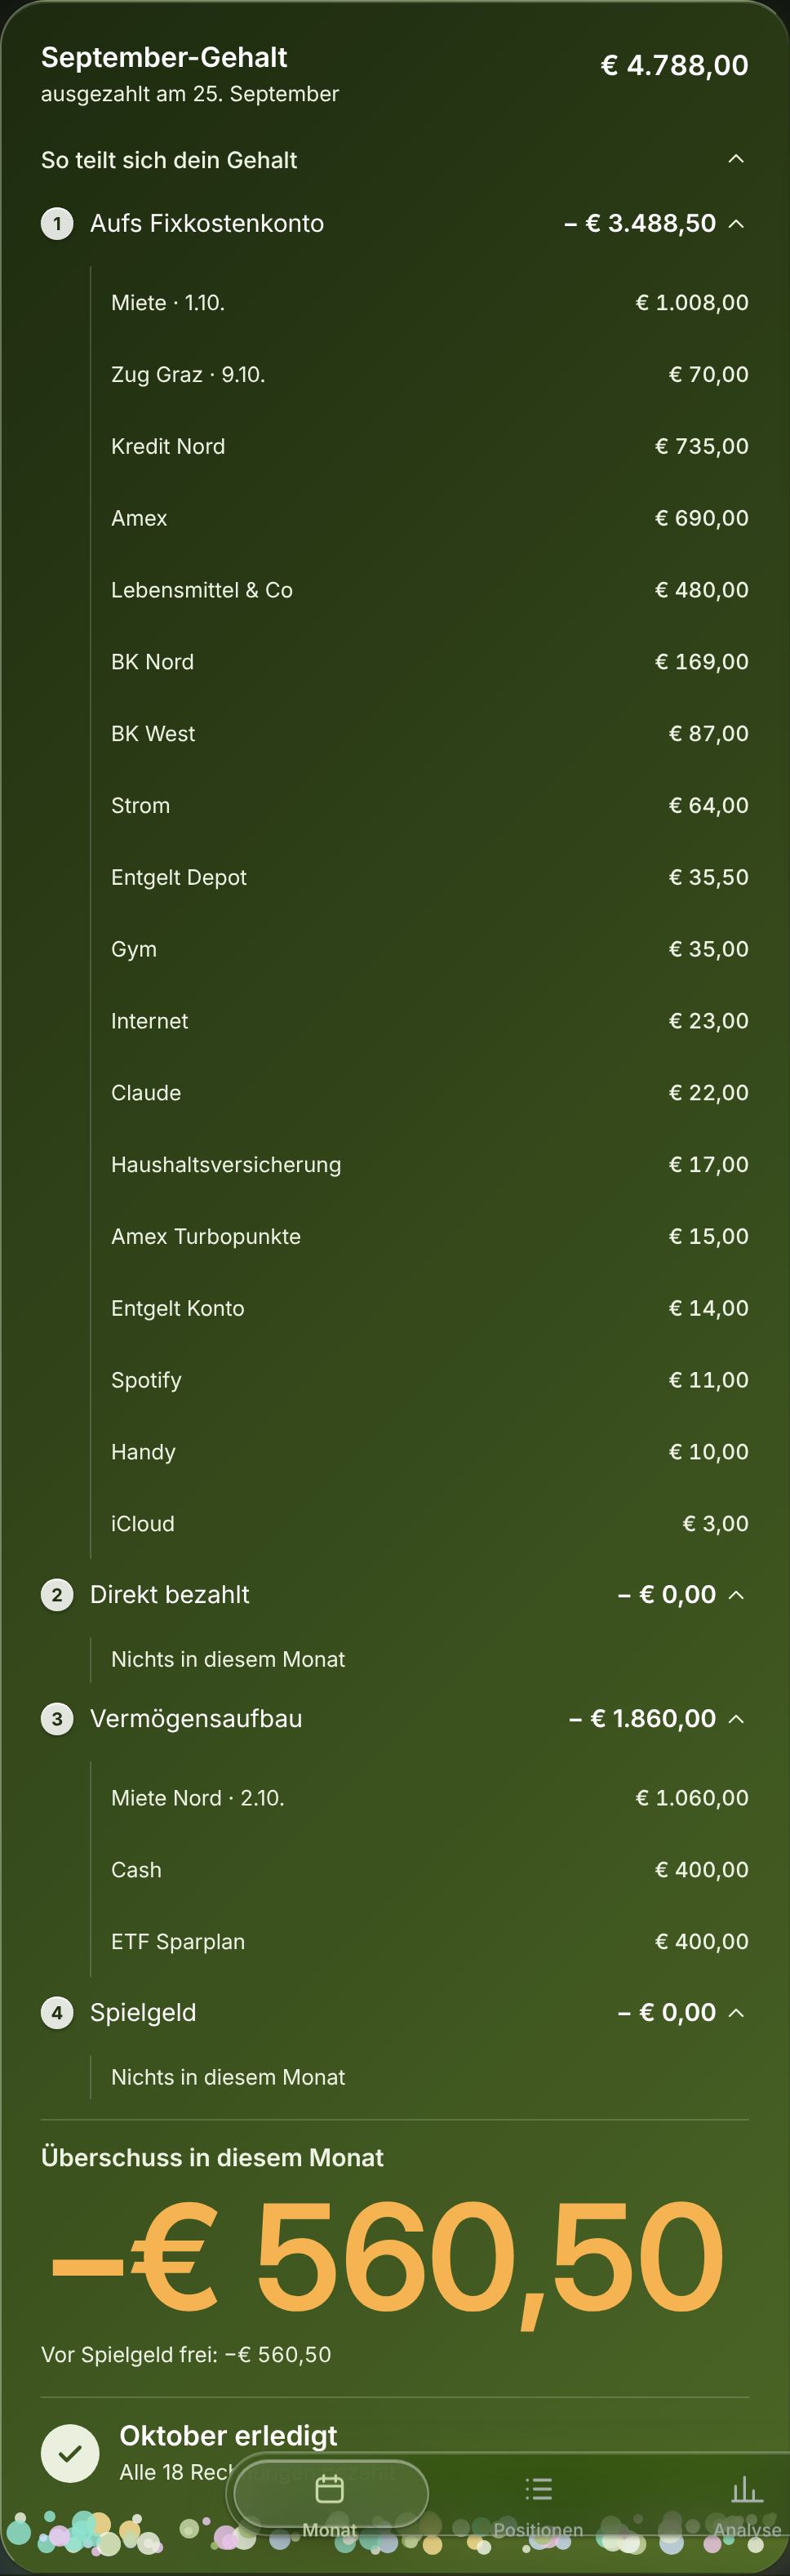 September-Gehalt
€ 4.788,00
ausgezahlt am 25. September
So teilt sich dein Gehalt
1 Aufs Fixkostenkonto – € 3.488,50
Miete · 1.10. € 1.008,00
Zug Graz · 9.10. € 70,00
Kredit Nord € 735,00
Amex € 690,00
Lebensmittel & Co € 480,00
BK Nord € 169,00
BK West € 87,00
Strom € 64,00
Entgelt Depot € 35,50
Gym € 35,00
Internet € 23,00
Claude € 22,00
Haushaltsversicherung € 17,00
Amex Turbopunkte € 15,00
Entgelt Konto € 14,00
Spotify € 11,00
Handy € 10,00
iCloud € 3,00
2 Direkt bezahlt – € 0,00
Nichts in diesem Monat
3 Vermögensaufbau – € 1.860,00
Miete Nord · 2.10. € 1.060,00
Cash € 400,00
ETF Sparplan € 400,00
4 Spielgeld – € 0,00
Nichts in diesem Monat
Überschuss in diesem Monat
–€ 560,50
Vor Spielgeld frei: –€ 560,50
Oktober erledigt
Alle 18
Monat Positionen Analyse